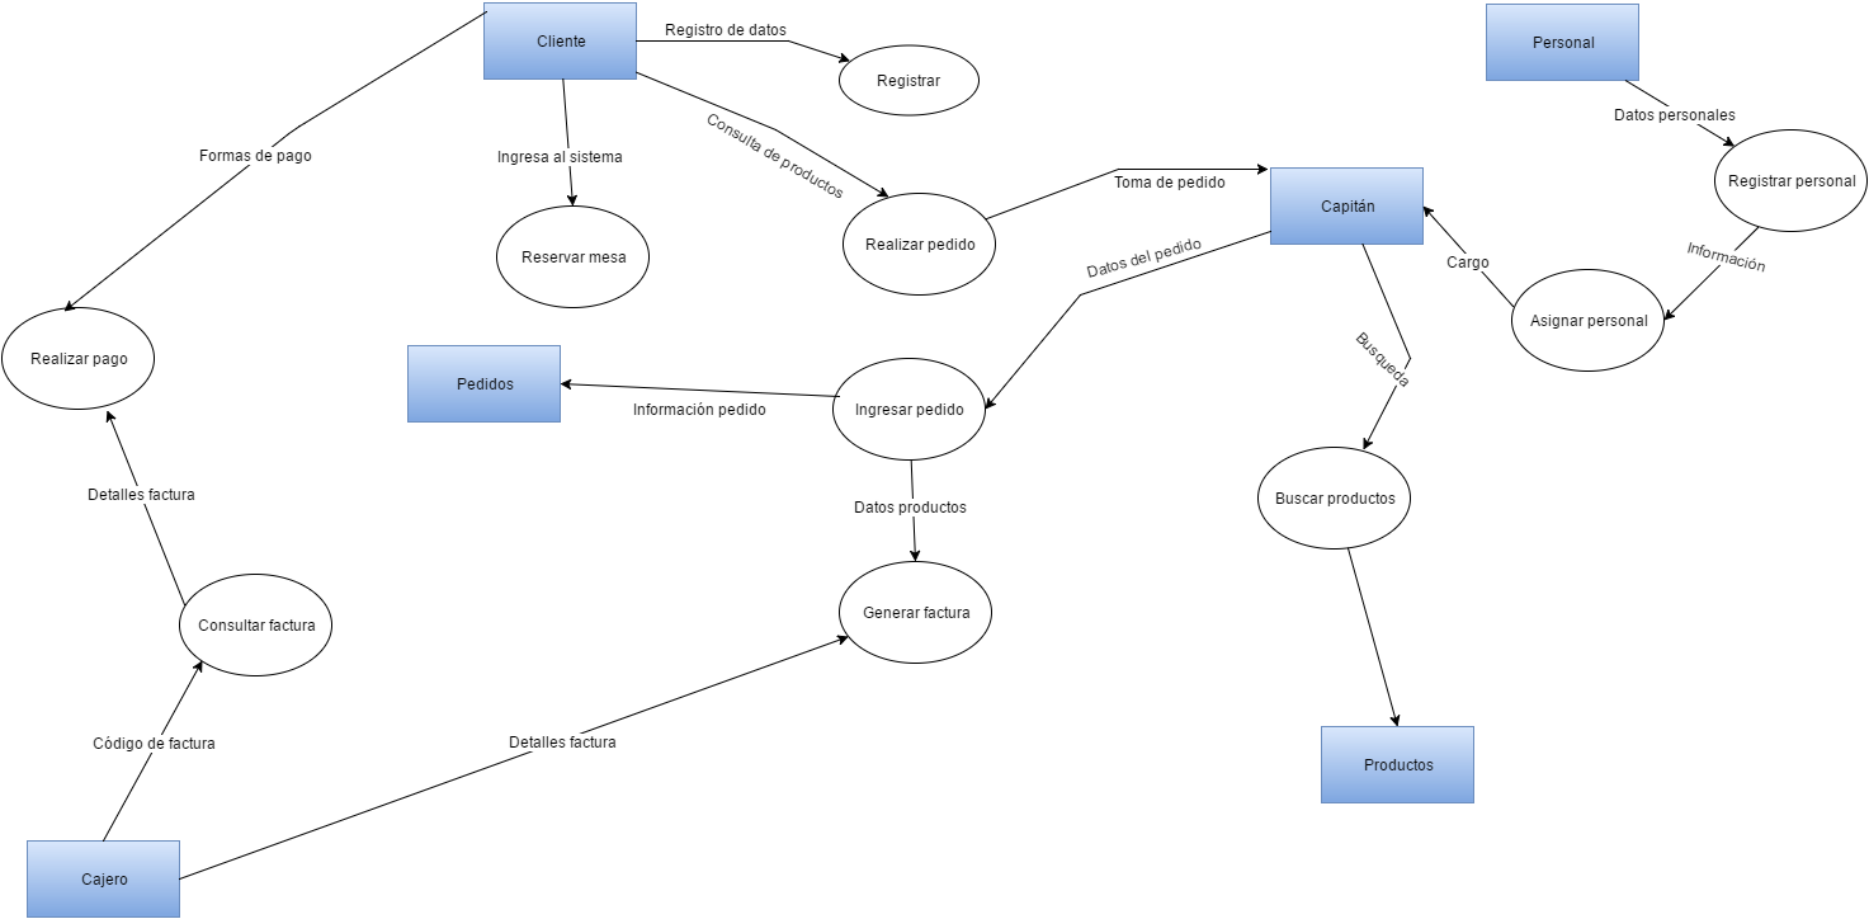 Cliente
Registro de datos
Registrar
Personal
Datos personales
Registrar personal
Formas de pago
Ingresa al sistema
Consulta de productos
Toma de pedido
Capitán
Reservar mesa
Realizar pedido
Datos del pedido
Cargo
Información
Asignar personal
Realizar pago
Pedidos
Información pedido
Ingresar pedido
Busqueda
Detalles factura
Datos productos
Buscar productos
Consultar factura
Generar factura
Código de factura
Detalles factura
Productos
Cajero